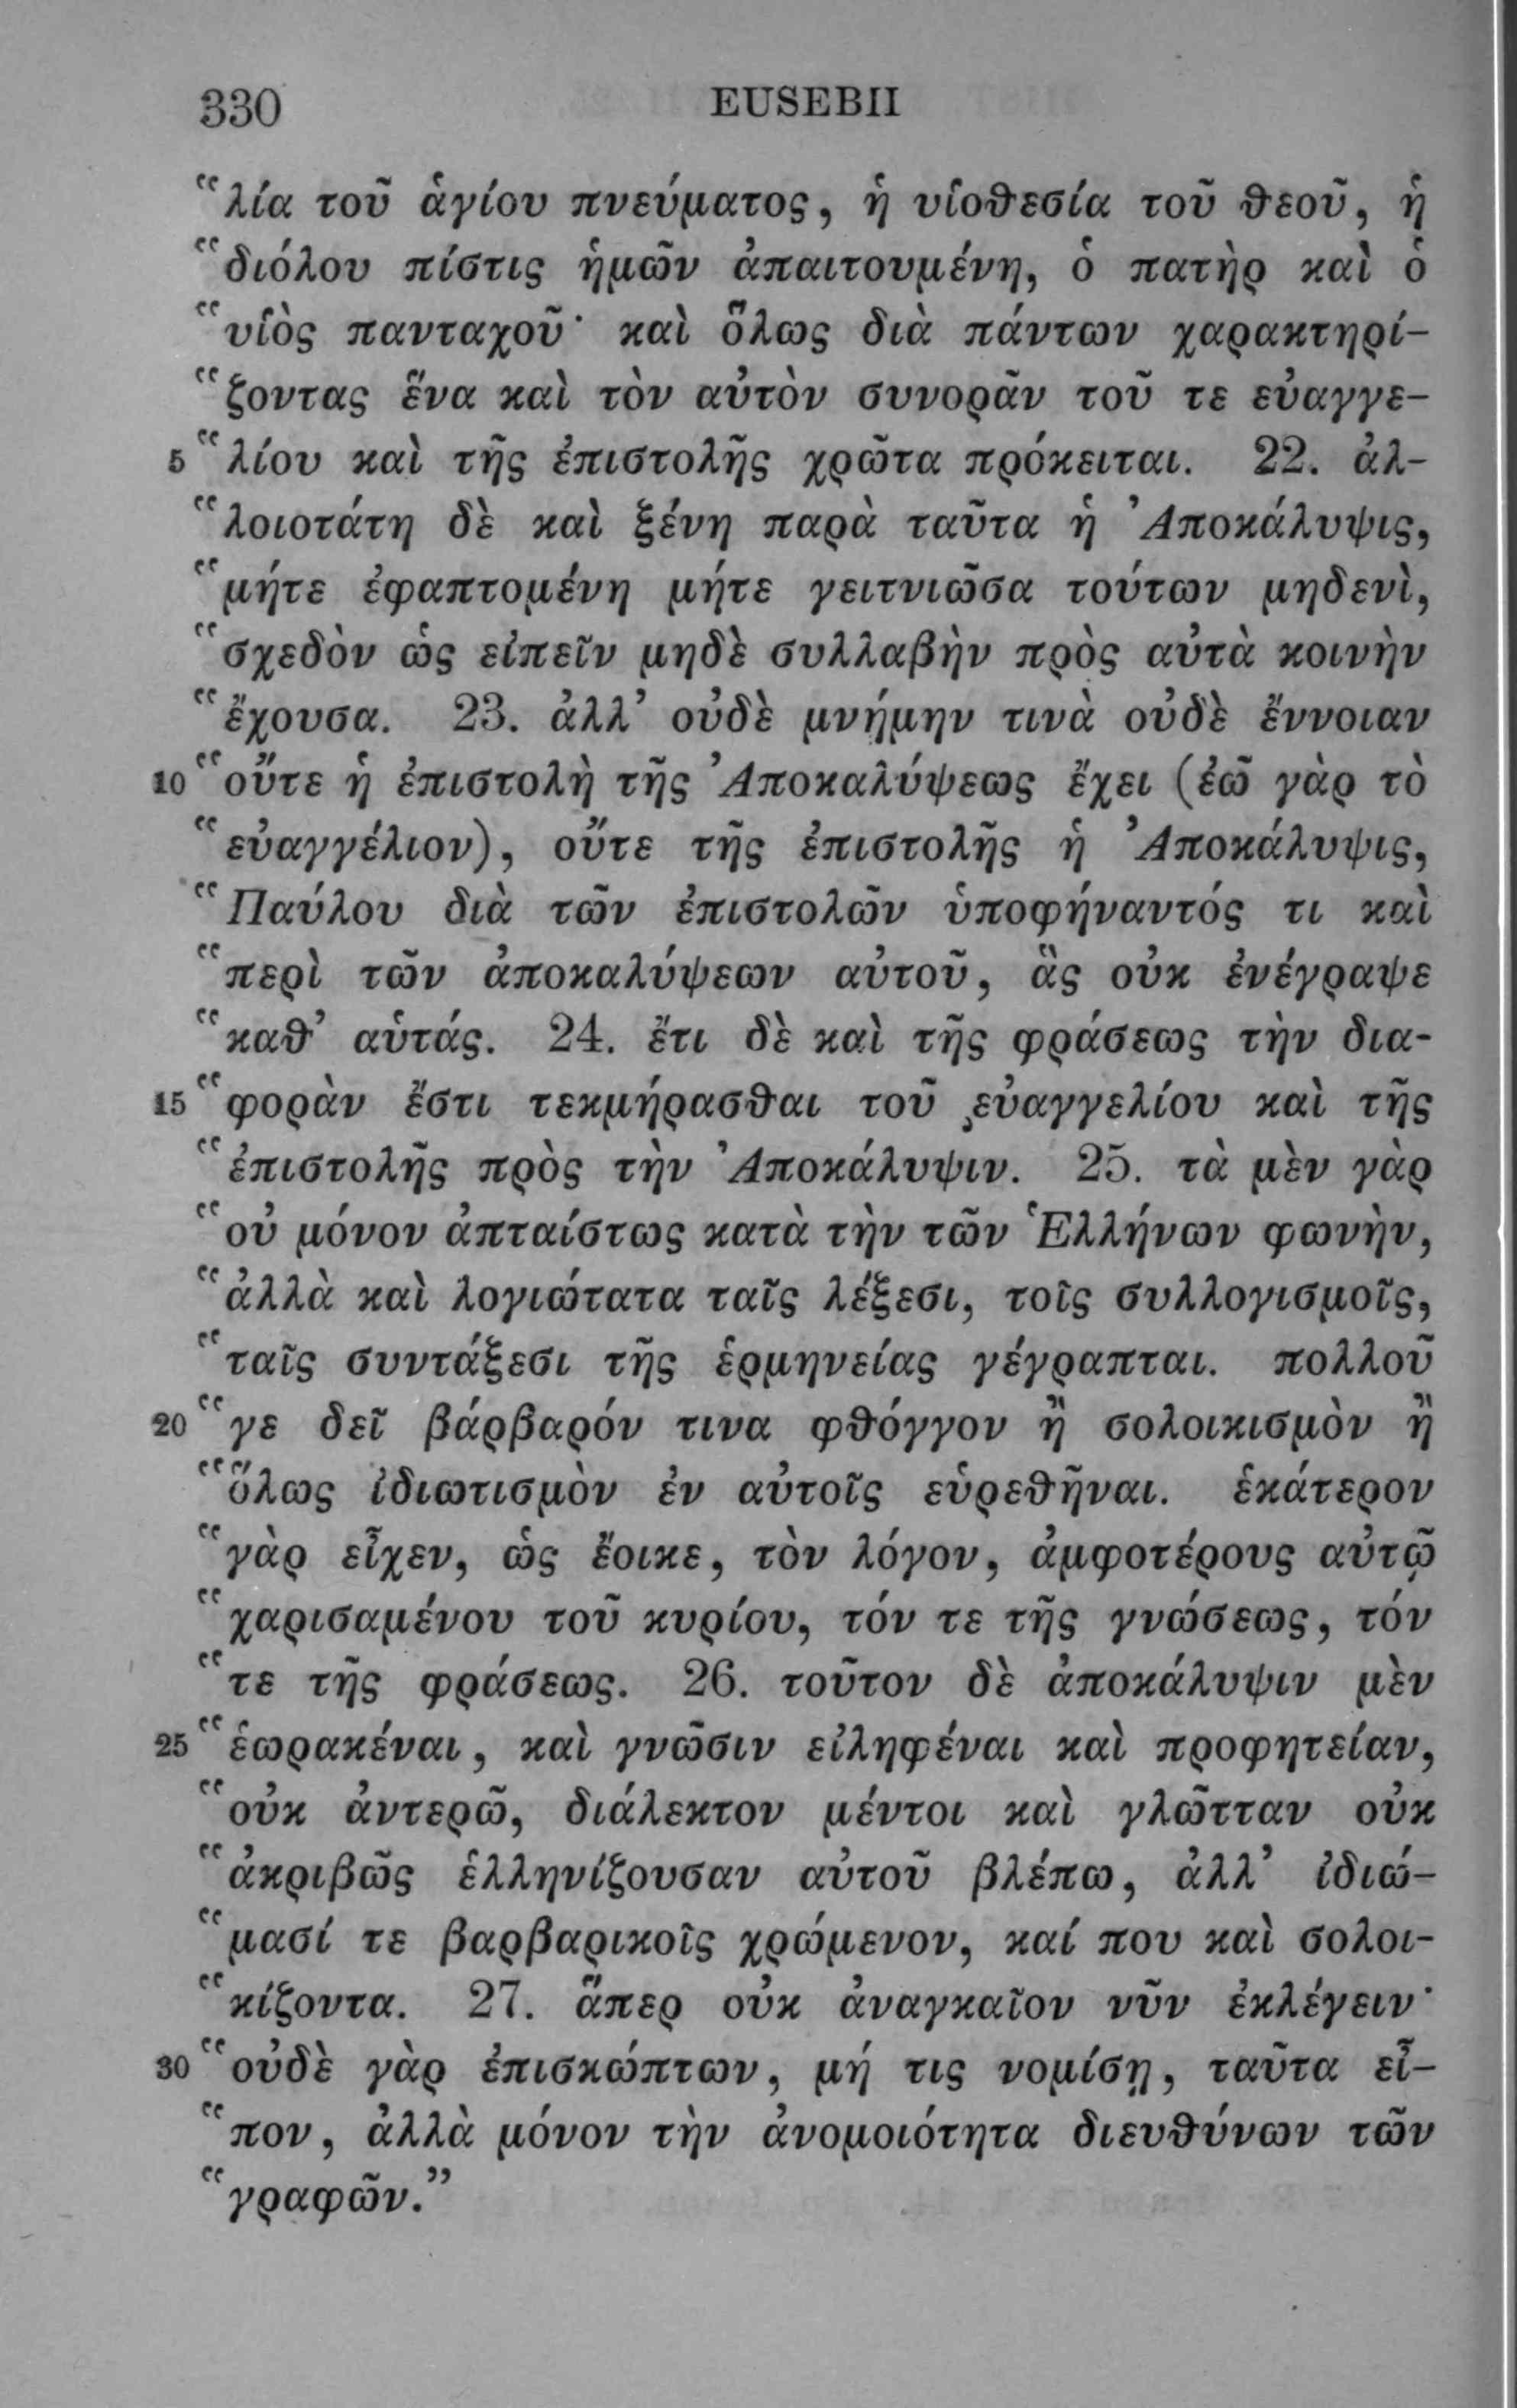 330 EUSEBII
“λία τοῦ ἁγίου πνεύματος, ἡ υἱοθεσία τοῦ θεοῦ, ἡ
“διόλου πίστις ἡμῶν ἀπαιτουμένη, ὁ πατὴρ καὶ ὁ
“υἱὸς πανταχοῦ· καὶ ὅλως διὰ πάντων χαρακτηρί-
“ζοντας ἕνα καὶ τὸν αὐτὸν συνορᾶν τοῦ τε εὐαγγε-
5 “λίου καὶ τῆς ἐπιστολῆς χρῶτα πρόκειται. 22. ἀλ-
“λοιοτάτη δὲ καὶ ξένη παρὰ ταῦτα ἡ Ἀποκάλυψις,
“μήτε ἐφαπτομένη μήτε γειτνιῶσα τούτων μηδενὶ,
“σχεδὸν ὡς εἰπεῖν μηδὲ συλλαβὴν πρὸς αὐτὰ κοινὴν
“ἔχουσα. 23. ἀλλ’ οὐδὲ μνήμην τινὰ οὐδὲ ἔννοιαν
10 “οὔτε ἡ ἐπιστολὴ τῆς Ἀποκαλύψεως ἔχει (ἐῶ γὰρ τὸ
“εὐαγγέλιον), οὔτε τῆς ἐπιστολῆς ἡ Ἀποκάλυψις,
“Παύλου διὰ τῶν ἐπιστολῶν ὑποφήναντός τι καὶ
“περὶ τῶν ἀποκαλύψεων αὐτοῦ, ἃς οὐκ ἐνέγραψε
“καθ’ αὑτάς. 24. ἔτι δὲ καὶ τῆς φράσεως τὴν δια-
15 “φορὰν ἔστι τεκμήρασθαι τοῦ εὐαγγελίου καὶ τῆς
“ἐπιστολῆς πρὸς τὴν Ἀποκάλυψιν. 25. τὰ μὲν γὰρ
“οὐ μόνον ἀπταίστως κατὰ τὴν τῶν Ἑλλήνων φωνὴν,
“ἀλλὰ καὶ λογιώτατα ταῖς λέξεσι, τοῖς συλλογισμοῖς,
“ταῖς συντάξεσι τῆς ἑρμηνείας γέγραπται. πολλοῦ
20 “γε δεῖ βάρβαρόν τινα φθόγγον ἢ σολοικισμὸν ἢ
“ὅλως ἰδιωτισμὸν ἐν αὐτοῖς εὑρεθῆναι. ἑκάτερον
“γὰρ εἶχεν, ὡς ἔοικε, τὸν λόγον, ἀμφοτέρους αὐτῷ
“χαρισαμένου τοῦ κυρίου, τόν τε τῆς γνώσεως, τόν
“τε τῆς φράσεως. 26. τοῦτον δὲ ἀποκάλυψιν μὲν
25 “ἑωρακέναι, καὶ γνῶσιν εἰληφέναι καὶ προφητείαν,
“οὐκ ἀντερῶ, διάλεκτον μέντοι καὶ γλῶτταν οὐκ
“ἀκριβῶς ἑλληνίζουσαν αὐτοῦ βλέπω, ἀλλ’ ἰδιώ-
“μασί τε βαρβαρικοῖς χρώμενον, καί που καὶ σολοι-
“κίζοντα. 27. ἅπερ οὐκ ἀναγκαῖον νῦν ἐκλέγειν·
30 “οὐδὲ γὰρ ἐπισκώπτων, μή τις νομίσῃ, ταῦτα εἶ-
“πον, ἀλλὰ μόνον τὴν ἀνομοιότητα διευθύνων τῶν
“γραφῶν.”